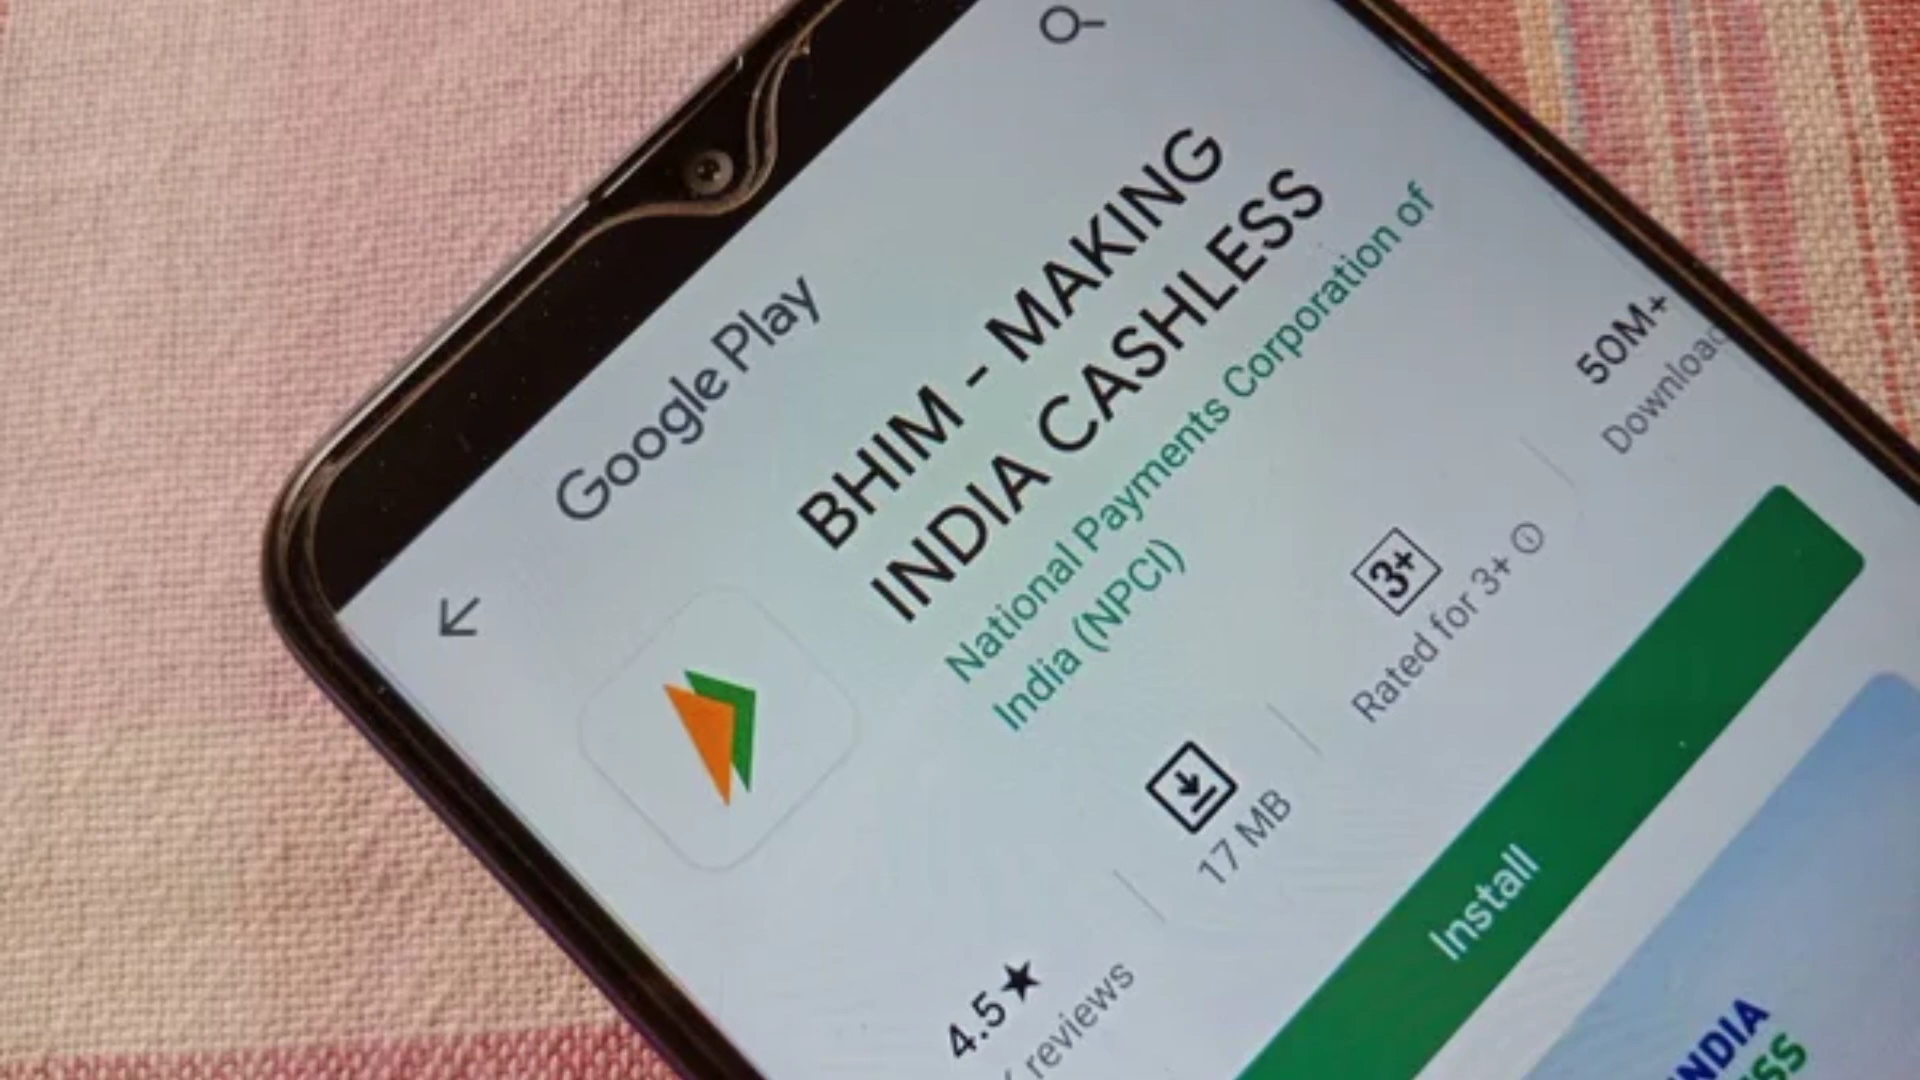 Google Play
BHIM - MAKING
INDIA CASHLESS
National Payments Corporation of
India (NPCI)
4.5★
reviews
17 MB
3+
Rated for 3+
50M+
Install